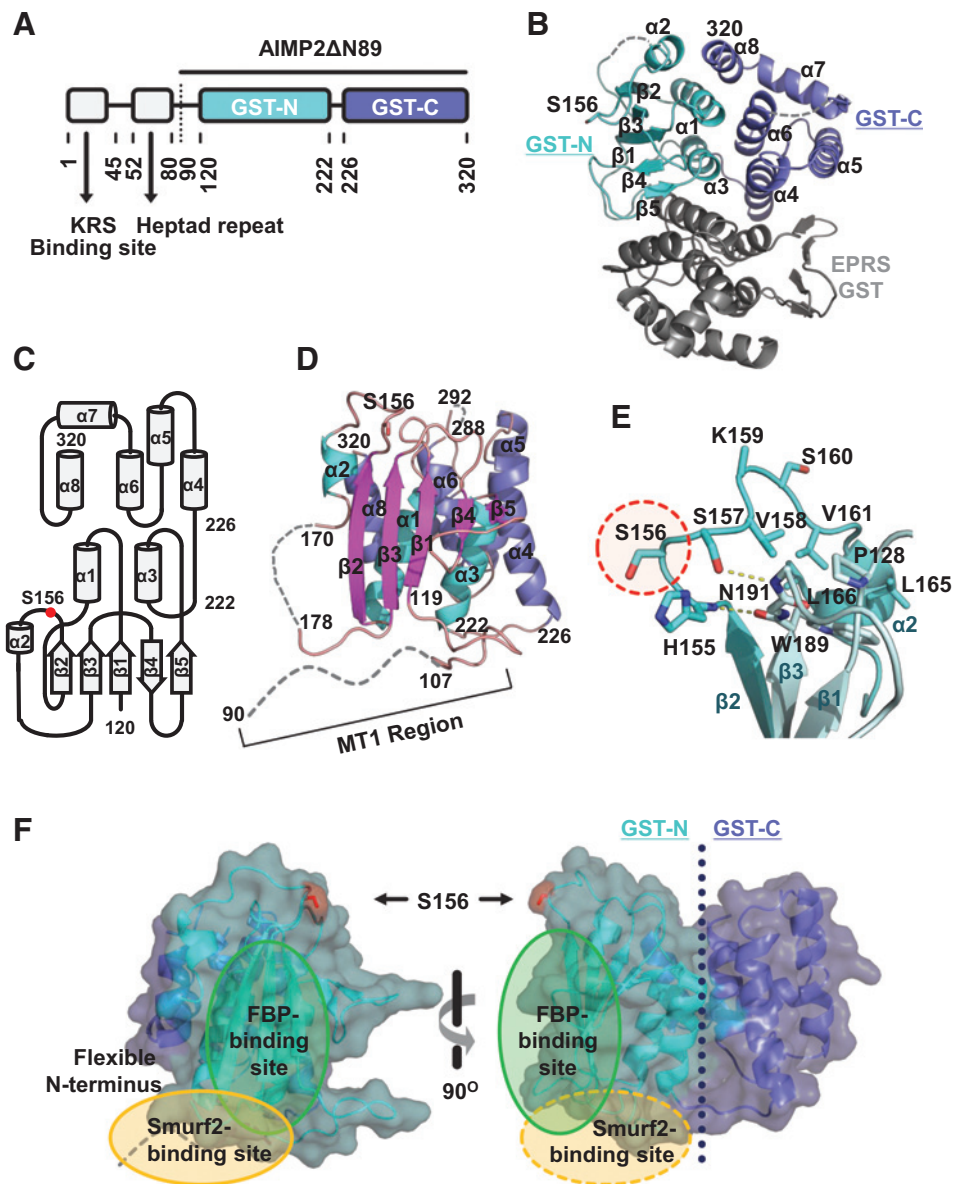 A
AIMP2ΔN89
GST-N
GST-C
1
45
52
80
90
120
222
226
320
KRS
Binding site
Heptad repeat
B
α2
320
α8
α7
S156
β2
β3
α1
α6
GST-C
GST-N
β1
β4
α3
α5
α4
β5
EPRS
GST
C
α7
320
α5
α8
α6
α4
226
α1
α3
S156
222
α2
β2
β3
β1
β4
β5
120
D
S156
292
320
288
α5
α2
α6
α8
α1
β4
β5
170
β3
β1
β2
α3
α4
119
178
222
226
107
90
MT1 Region
E
K159
S160
S157
V158
V161
S156
P128
N191
L166
L165
H155
W189
α2
β3
β2
β1
F
GST-N
GST-C
S156
FBP-
binding
site
FBP-
binding
site
Flexible
N-terminus
90O
Smurf2-
binding site
Smurf2-
binding site